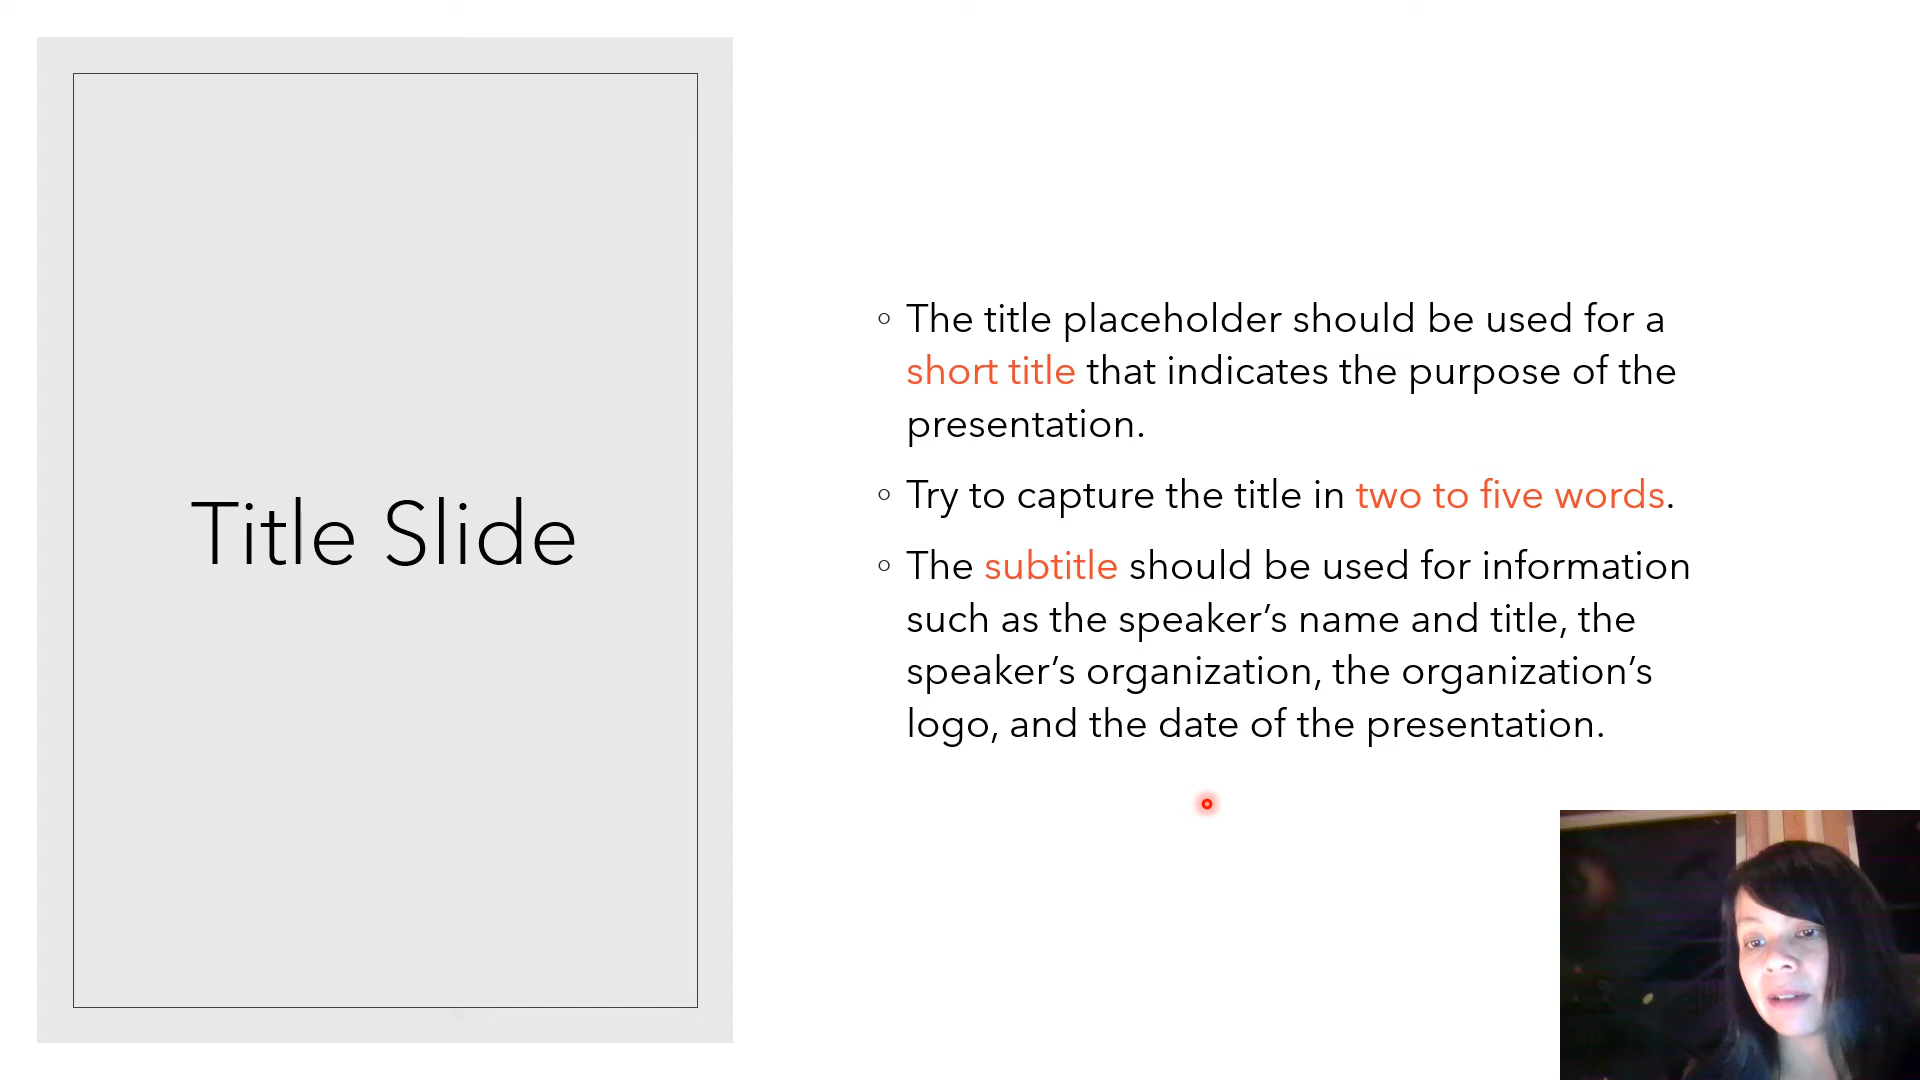 Title Slide
The title placeholder should be used for a
short title that indicates the purpose of the
presentation.
Try to capture the title in two to five words.
The subtitle should be used for information
such as the speaker’s name and title, the
speaker’s organization, the organization’s
logo, and the date of the presentation.